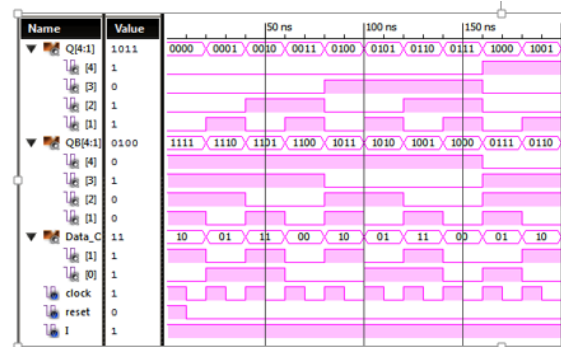 Name Value 50 ns 100 ns 150 ns
Q[4:1] 1011 0000 0001 0010 0011 0100 0101 0110 0111 1000 1001
[4] 1
[3] 0
[2] 1
[1] 1
QB[4:1] 0100 1111 1110 1101 1100 1011 1010 1001 1000 0111 0110
[4] 0
[3] 1
[2] 0
[1] 0
Data_C 11 10 01 11 00 10 01 11 00 01 10
[1] 1
[0] 1
clock 1
reset 0
I 1